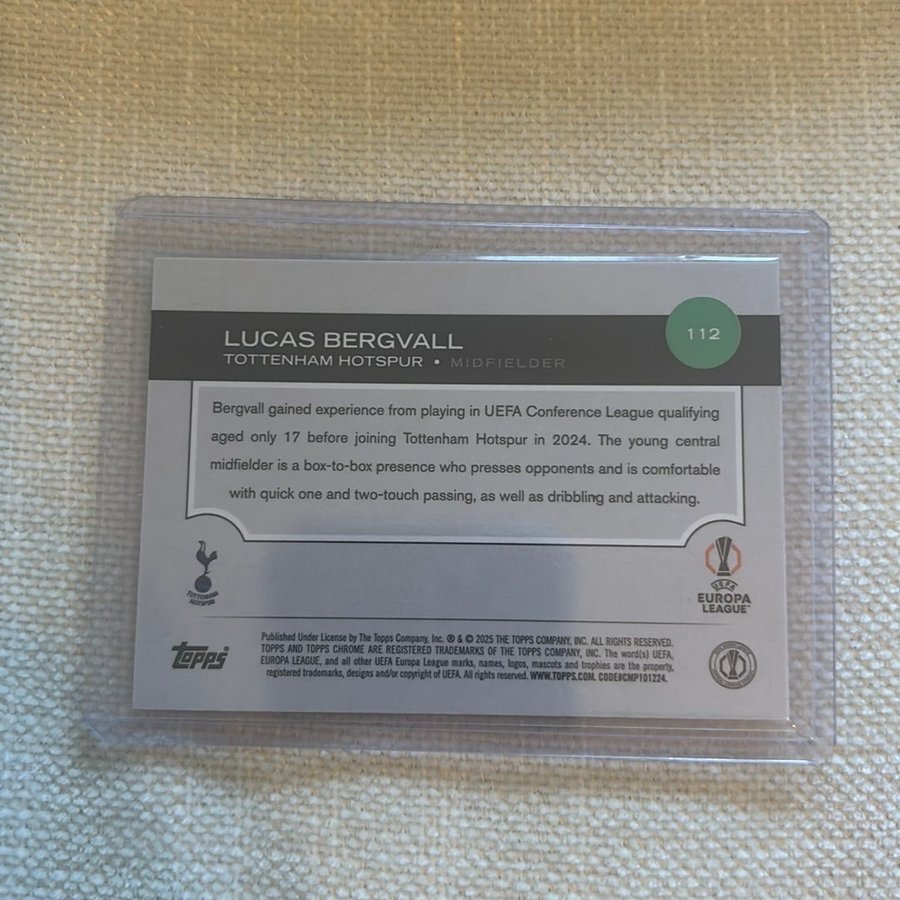 LUCAS BERGVALL
112
TOTTENHAM HOTSPUR • MIDFIELDER
Bergvall gained experience from playing in UEFA Conference League qualifying
aged only 17 before joining Tottenham Hotspur in 2024. The young central
midfielder is a box-to-box presence who presses opponents and is comfortable
with quick one and two-touch passing, as well as dribbling and attacking.
TOTTENHAM
HOTSPUR
UEFA
EUROPA
LEAGUE™
Topps
Published Under License by The Topps Company, Inc. ® & © 2025 THE TOPPS COMPANY, INC. ALL RIGHTS RESERVED.
TOPPS AND TOPPS CHROME ARE REGISTERED TRADEMARKS OF THE TOPPS COMPANY, INC. The word(s) UEFA,
EUROPA LEAGUE, and all other UEFA Europa League marks, names, logos, mascots and trophies are the property,
registered trademarks, designs and/or copyright of UEFA. All rights reserved. WWW.TOPPS.COM. CODE#CMP101224.